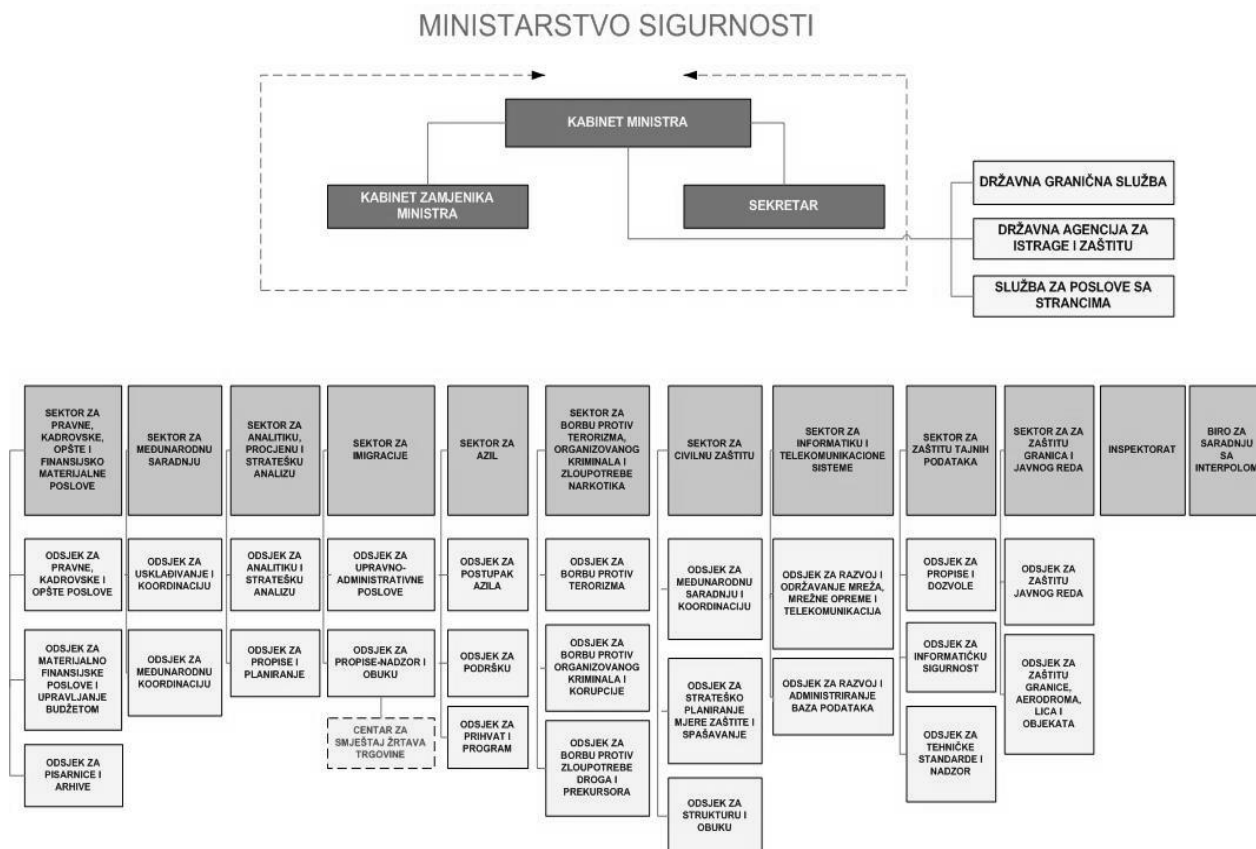 MINISTARSTVO SIGURNOSTI
KABINET MINISTRA
KABINET ZAMJENIKA
MINISTRA
SEKRETAR
DRŽAVNA GRANIČNA SLUŽBA
DRŽAVNA AGENCIJA ZA
ISTRAGE I ZAŠTITU
SLUŽBA ZA POSLOVE SA
STRANCIMA
SEKTOR ZA
PRAVNE,
KADROVSKE,
OPŠTE I
FINANSIJSKO
MATERIJALNE
POSLOVE
SEKTOR ZA
MEĐUNARODNU
SARADNJU
SEKTOR ZA
ANALITIKU,
PROCJENU I
STRATEŠKU
ANALIZU
SEKTOR ZA
IMIGRACIJE
SEKTOR ZA
AZIL
SEKTOR ZA
BORBU PROTIV
TERORIZMA,
ORGANIZOVANOG
KRIMINALA I
ZLOUPOTREBE
NARKOTIKA
SEKTOR ZA
CIVILNU ZAŠTITU
SEKTOR ZA
INFORMATIKU I
TELEKOMUNIKACIONE
SISTEME
SEKTOR ZA
ZAŠTITU TAJNIH
PODATAKA
SEKTOR ZA ZA
ZAŠTITU
GRANICA I
JAVNOG REDA
INSPEKTORAT
BIRO ZA
SARADNJU
SA
INTERPOLOM
ODSJEK ZA
PRAVNE,
KADROVSKE I
OPŠTE POSLOVE
ODSJEK ZA
USKLAĐIVANJE I
KOORDINACIJU
ODSJEK ZA
ANALITIKU I
STRATEŠKU
ANALIZU
ODSJEK ZA
UPRAVNO-
ADMINISTRATIVNE
POSLOVE
ODSJEK ZA
POSTUPAK
AZILA
ODSJEK ZA
BORBU PROTIV
TERORIZMA
ODSJEK ZA
MEĐUNARODNU
SARADNJU I
KOORDINACIJU
ODSJEK ZA RAZVOJ I
ODRŽAVANJE MREŽA,
MREŽNE OPREME I
TELEKOMUNIKACIJA
ODSJEK ZA
PROPISE I
DOZVOLE
ODSJEK ZA
ZAŠTITU
JAVNOG REDA
ODSJEK ZA
MATERIJALNO
FINANSIJSKE
POSLOVE I
UPRAVLJANJE
BUDŽETOM
ODSJEK ZA
MEĐUNARODNU
KOORDINACIJU
ODSJEK ZA
PROPISE I
PLANIRANJE
ODSJEK ZA
PROPISE-NADZOR I
OBUKU
ODSJEK ZA
PODRŠKU
ODSJEK ZA
BORBU PROTIV
ORGANIZOVANOG
KRIMINALA I
KORUPCIJE
ODSJEK ZA
STRATEŠKO
PLANIRANJE
MJERE ZAŠTITE I
SPAŠAVANJE
ODSJEK ZA RAZVOJ I
ADMINISTRIRANJE
BAZA PODATAKA
ODSJEK ZA
INFORMATIČKU
SIGURNOST
ODSJEK ZA
ZAŠTITU
GRANICE,
AERODROMA,
LICA I
OBJEKATA
CENTAR ZA
SMJEŠTAJ ŽRTAVA
TRGOVINE
ODSJEK ZA
PRIHVAT I
PROGRAM
ODSJEK ZA
PISARNICE I
ARHIVE
ODSJEK ZA
BORBU PROTIV
ZLOUPOTREBE
DROGA I
PREKURSORA
ODSJEK ZA
TEHNIČKE
STANDARDE I
NADZOR
ODSJEK ZA
STRUKTURU I
OBUKU